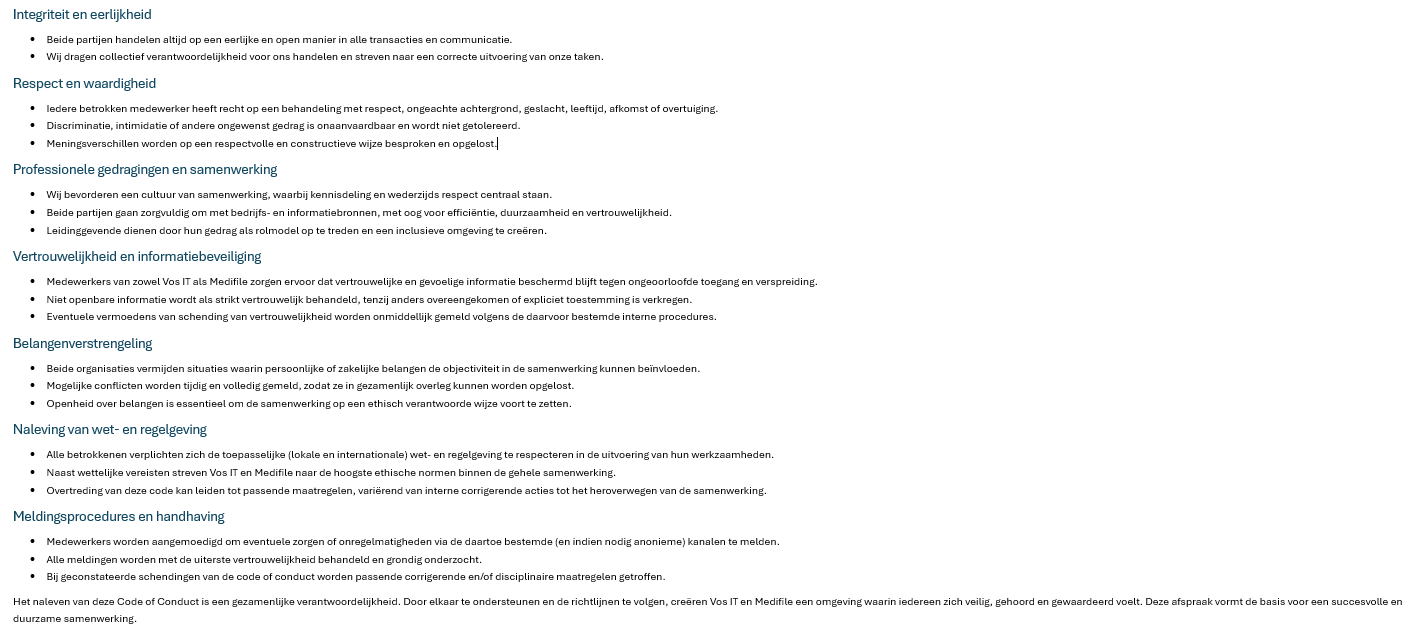 Integriteit en eerlijkheid
• Beide partijen handelen altijd op een eerlijke en open manier in alle transacties en communicatie.
• Wij dragen collectief verantwoordelijkheid voor ons handelen en streven naar een correcte uitvoering van onze taken.
Respect en waardigheid
• Iedere betrokken medewerker heeft recht op een behandeling met respect, ongeachte achtergrond, geslacht, leeftijd, afkomst of overtuiging.
• Discriminatie, intimidatie of andere ongewenst gedrag is onaanvaardbaar en wordt niet getolereerd.
• Meningsverschillen worden op een respectvolle en constructieve wijze besproken en opgelost.
Professionele gedragingen en samenwerking
• Wij bevorderen een cultuur van samenwerking, waarbij kennisdeling en wederzijds respect centraal staan.
• Beide partijen gaan zorgvuldig om met bedrijfs- en informatiebronnen, met oog voor efficiëntie, duurzaamheid en vertrouwelijkheid.
• Leidinggevende dienen door hun gedrag als rolmodel op te treden en een inclusieve omgeving te creëren.
Vertrouwelijkheid en informatiebeveiliging
• Medewerkers van zowel Vos IT als Medifile zorgen ervoor dat vertrouwelijke en gevoelige informatie beschermd blijft tegen ongeoorloofde toegang en verspreiding.
• Niet openbare informatie wordt als strikt vertrouwelijk behandeld, tenzij anders overeengekomen of expliciet toestemming is verkregen.
• Eventuele vermoedens van schending van vertrouwelijkheid worden onmiddellijk gemeld volgens de daarvoor bestemde interne procedures.
Belangenverstrengeling
• Beide organisaties vermijden situaties waarin persoonlijke of zakelijke belangen de objectiviteit in de samenwerking kunnen beïnvloeden.
• Mogelijke conflicten worden tijdig en volledig gemeld, zodat ze in gezamenlijk overleg kunnen worden opgelost.
• Openheid over belangen is essentieel om de samenwerking op een ethisch verantwoorde wijze voort te zetten.
Naleving van wet- en regelgeving
• Alle betrokkenen verplichten zich de toepasselijke (lokale en internationale) wet- en regelgeving te respecteren in de uitvoering van hun werkzaamheden.
• Naast wettelijke vereisten streven Vos IT en Medifile naar de hoogste ethische normen binnen de gehele samenwerking.
• Overtreding van deze code kan leiden tot passende maatregelen, variërend van interne corrigerende acties tot het heroverwegen van de samenwerking.
Meldingsprocedures en handhaving
• Medewerkers worden aangemoedigd om eventuele zorgen of onregelmatigheden via de daartoe bestemde (en indien nodig anonieme) kanalen te melden.
• Alle meldingen worden met de uiterste vertrouwelijkheid behandeld en grondig onderzocht.
• Bij geconstateerde schendingen van de code of conduct worden passende corrigerende en/of disciplinaire maatregelen getroffen.
Het naleven van deze Code of Conduct is een gezamenlijke verantwoordelijkheid. Door elkaar te ondersteunen en de richtlijnen te volgen, creëren Vos IT en Medifile een omgeving waarin iedereen zich veilig, gehoord en gewaardeerd voelt. Deze afspraak vormt de basis voor een succesvolle en
duurzame samenwerking.